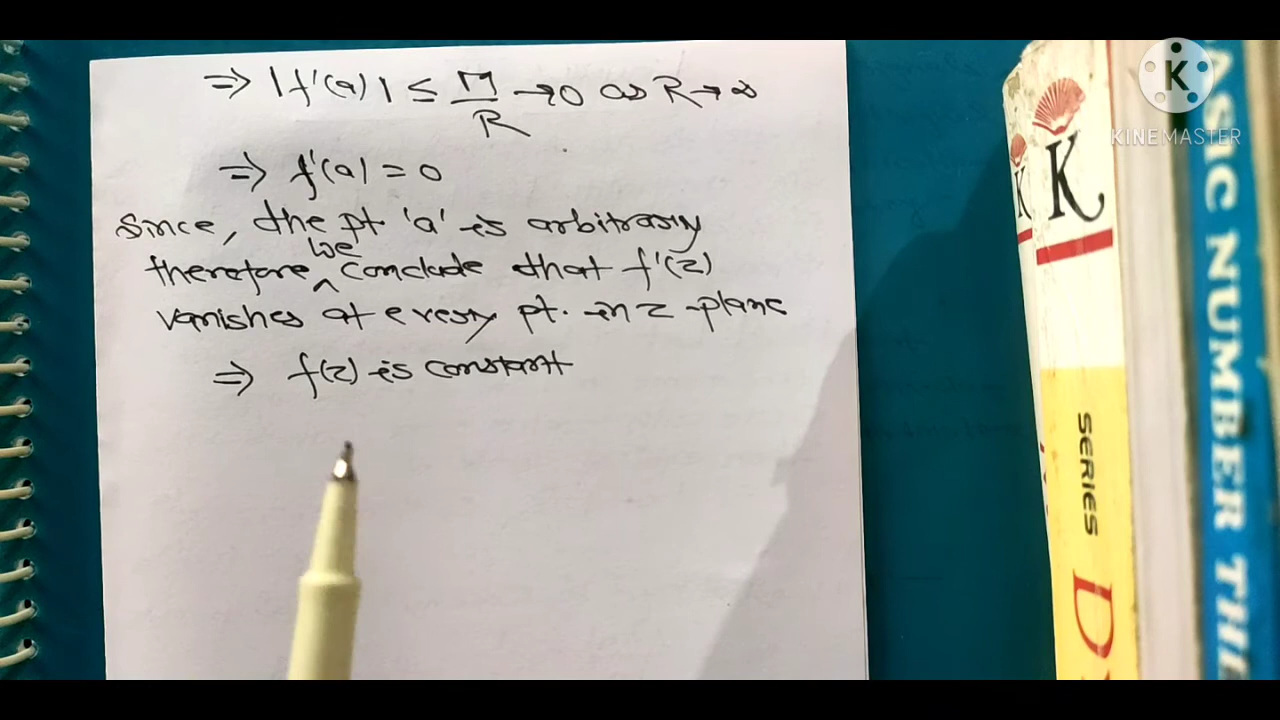 ⇒ |f'(a)| ≤ M/R → 0 as R → ∞
⇒ f'(a) = 0
Since, the pt 'a' is arbitrary
therefore we conclude that f'(z)
vanishes at every pt. in z-plane
⇒ f(z) is constant
K
KINEMASTER
K
K
SERIES
D
ASIC NUMBER THE